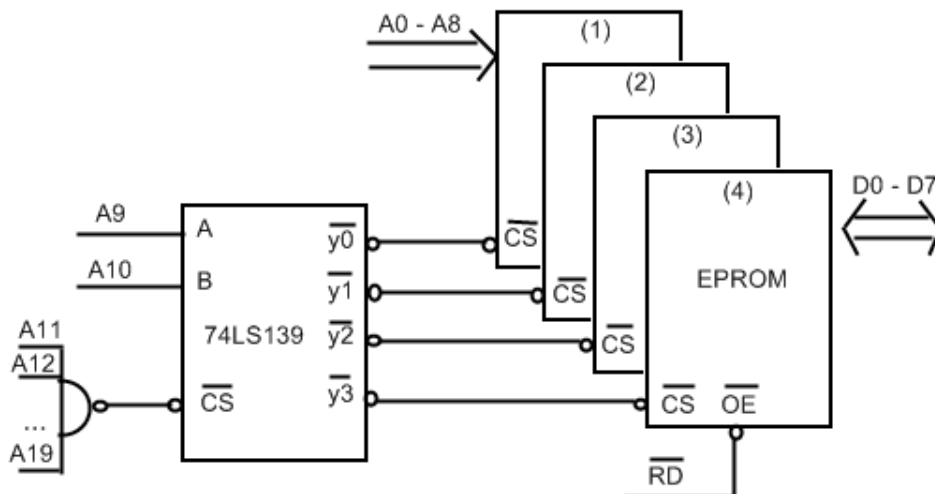 A0 - A8
(1)
(2)
(3)
(4)
D0 - D7
A9
A
y0
CS
A10
B
y1
CS
EPROM
A11
74LS139
y2
CS
A12
...
CS
y3
CS OE
A19
RD